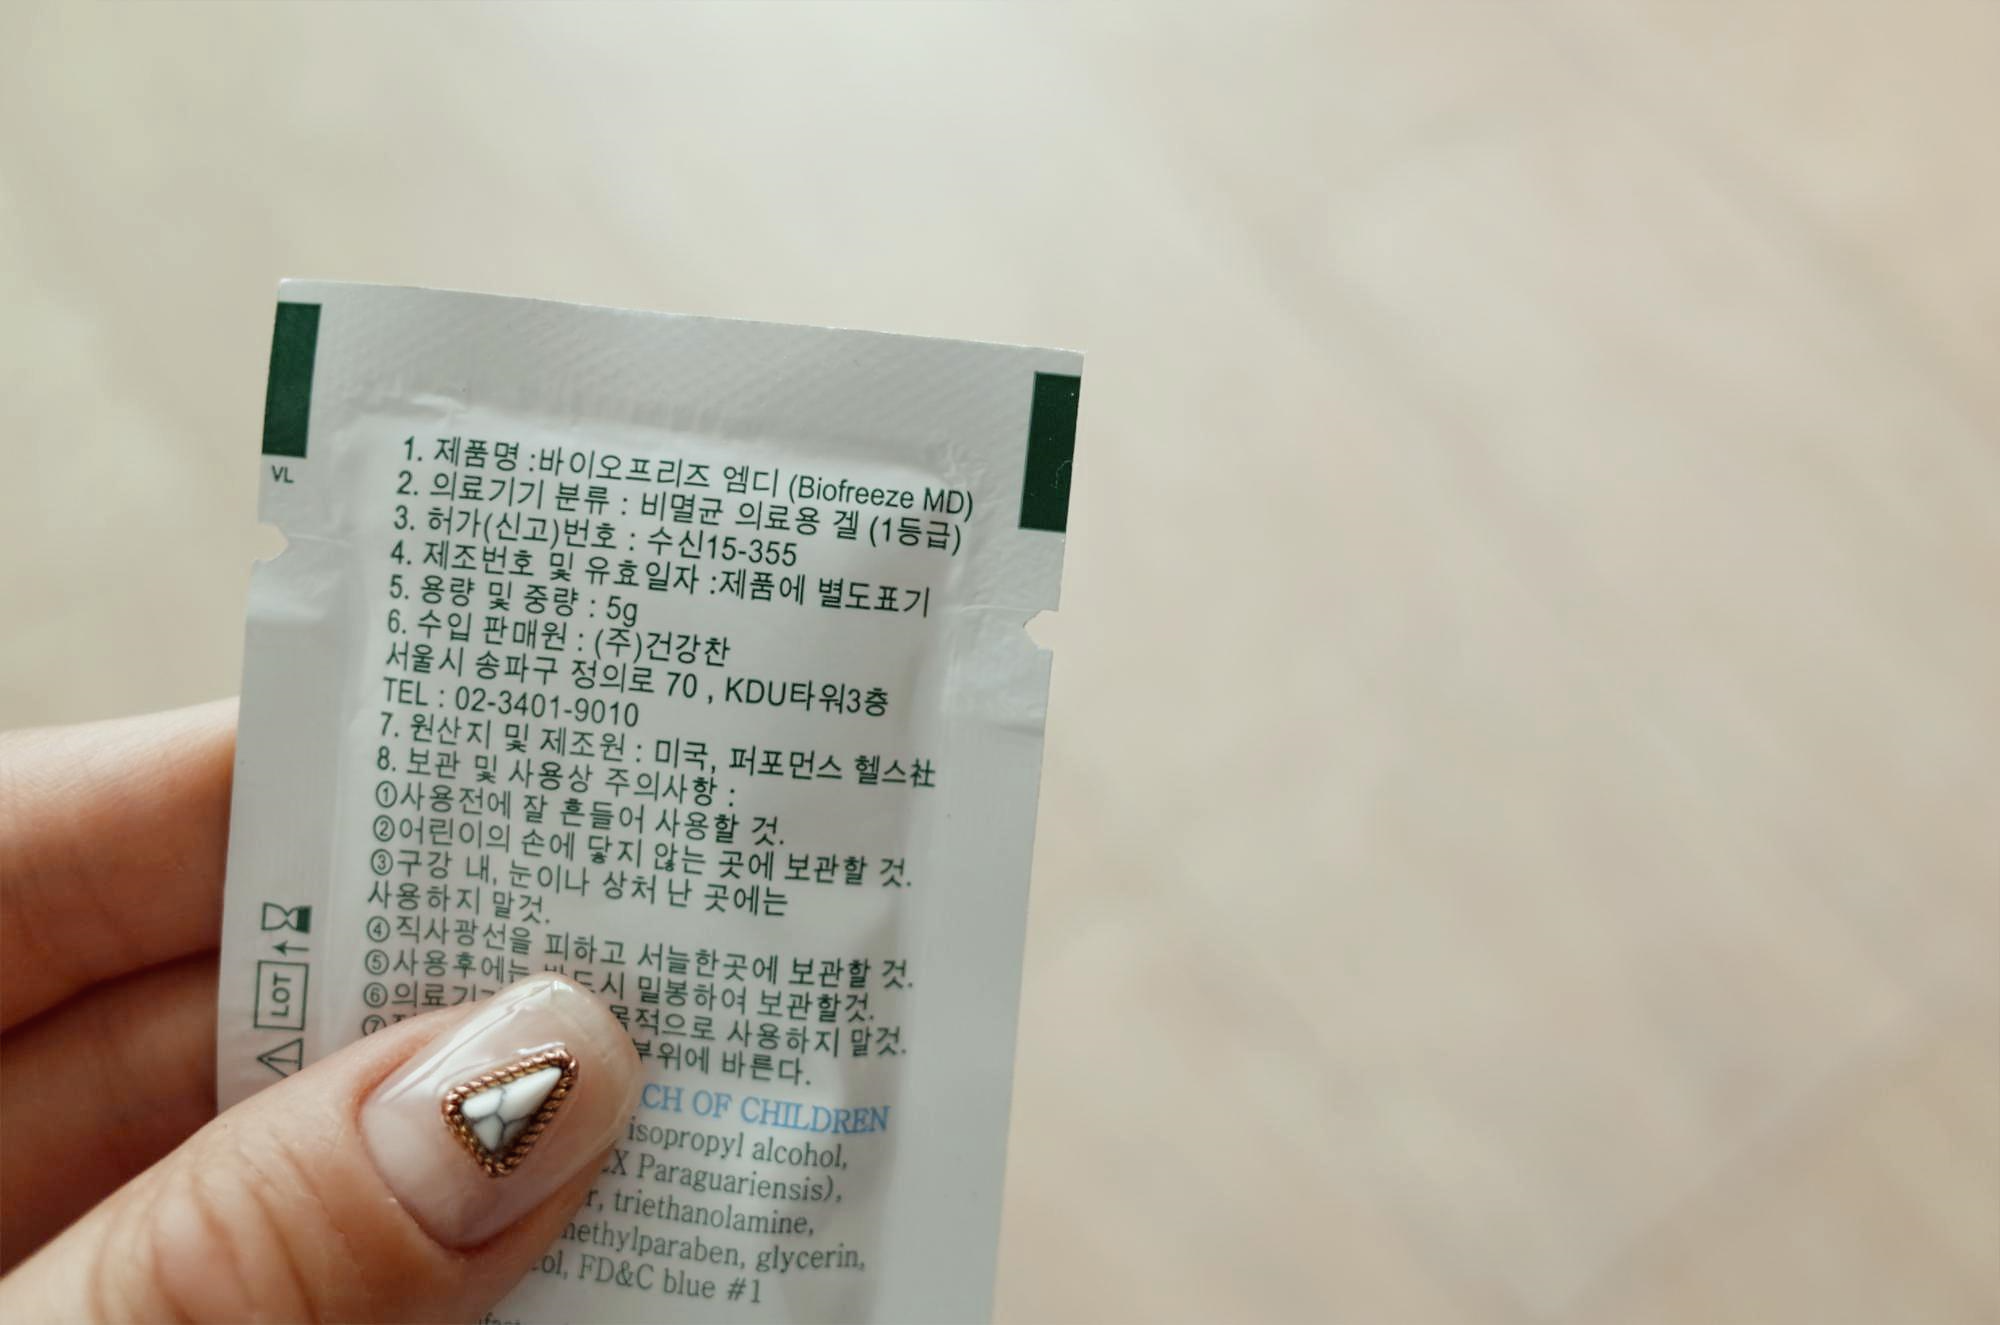 VL
1. 제품명 :바이오프리즈 엠디 (Biofreeze MD)
2. 의료기기 분류 : 비멸균 의료용 겔 (1등급)
3. 허가(신고)번호 : 수신15-355
4. 제조번호 및 유효일자 :제품에 별도표기
5. 용량 및 중량 : 5g
6. 수입 판매원 : (주)건강찬
서울시 송파구 정의로 70 , KDU타워3층
TEL : 02-3401-9010
7. 원산지 및 제조원 : 미국, 퍼포먼스 헬스社
8. 보관 및 사용상 주의사항 :
①사용전에 잘 흔들어 사용할 것.
②어린이의 손에 닿지 않는 곳에 보관할 것.
③구강 내, 눈이나 상처 난 곳에는
사용하지 말것.
④직사광선을 피하고 서늘한곳에 보관할 것.
⑤사용후에는 반드시 밀봉하여 보관할것.
⑥의료기 목적으로 사용하지 말것.
⑦ 부위에 바른다.
OF CHILDREN
isopropyl alcohol,
Paraguariensis),
triethanolamine,
methylparaben, glycerin,
FD&C blue #1
LOT